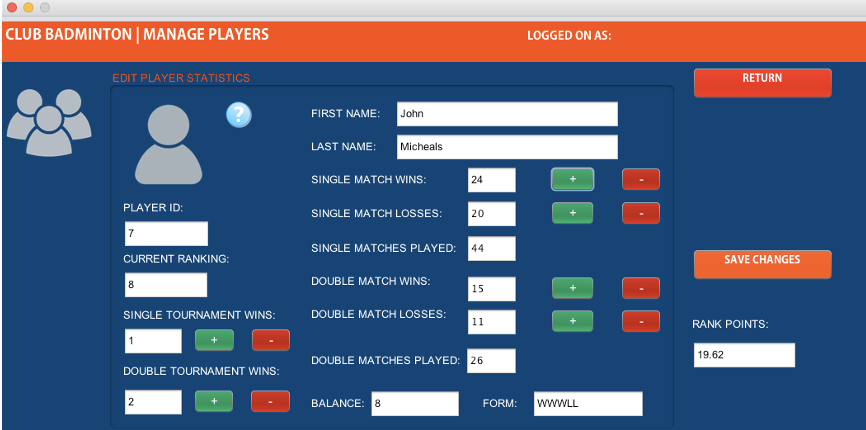 CLUB BADMINTON | MANAGE PLAYERS
LOGGED ON AS:
EDIT PLAYER STATISTICS
RETURN
?
FIRST NAME: John
LAST NAME: Micheals
SINGLE MATCH WINS: 24 + -
PLAYER ID:
7
SINGLE MATCH LOSSES: 20 + -
SINGLE MATCHES PLAYED: 44
CURRENT RANKING:
8
SAVE CHANGES
DOUBLE MATCH WINS: 15 + -
DOUBLE MATCH LOSSES: 11 + -
SINGLE TOURNAMENT WINS:
1 + -
RANK POINTS:
19.62
DOUBLE MATCHES PLAYED: 26
DOUBLE TOURNAMENT WINS:
2 + -
BALANCE: 8
FORM: WWWLL